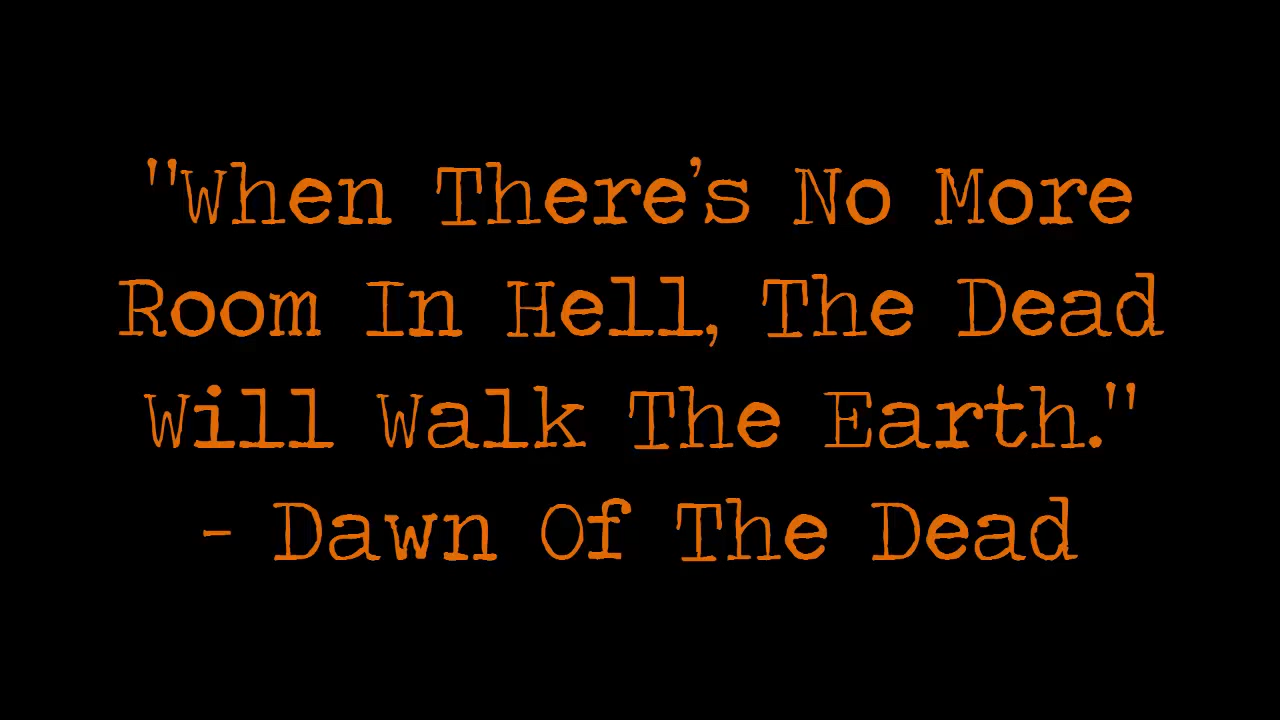 "When There's No More
Room In Hell, The Dead
Will Walk The Earth."
- Dawn Of The Dead